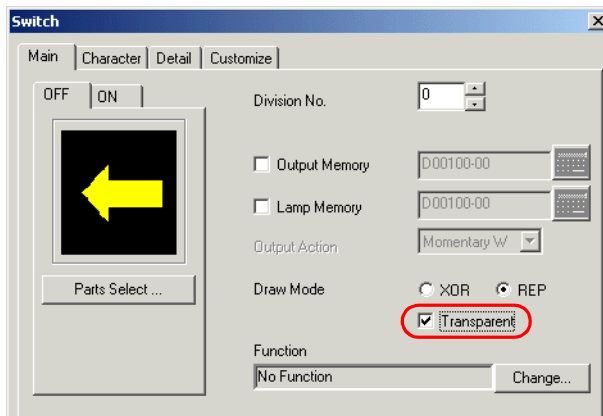 Switch
Main Character Detail Customize
OFF ON
Division No. 0
Output Memory D00100-00
Lamp Memory D00100-00
Output Action Momentary W
Parts Select ...
Draw Mode XOR REP
Transparent
Function
No Function Change...